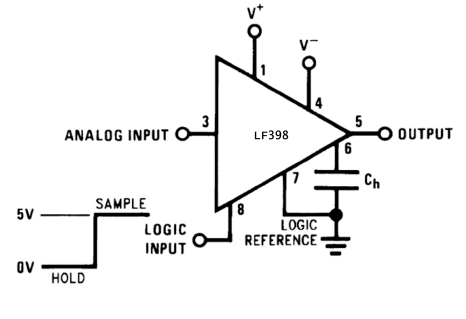 V+
V−
1
4
3
5
ANALOG INPUT
LF398
OUTPUT
6
7
Ch
8
5V
SAMPLE
LOGIC
INPUT
LOGIC
REFERENCE
0V
HOLD